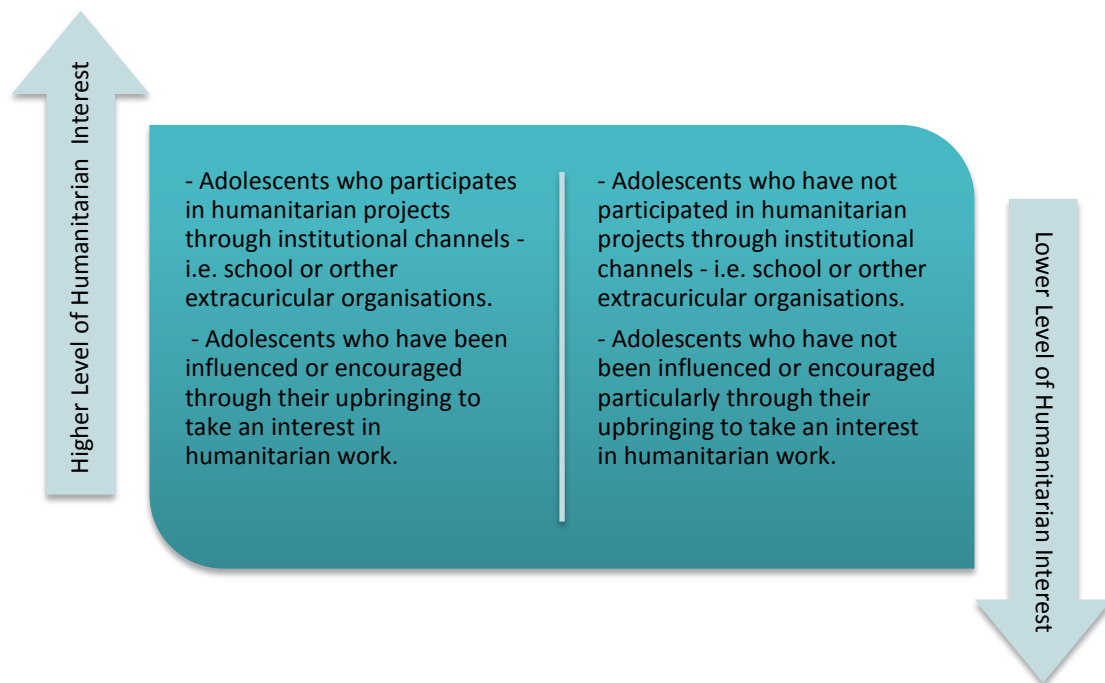 Higher Level of Humanitarian Interest
- Adolescents who participates
in humanitarian projects
through institutional channels -
i.e. school or orther
extracuricular organisations.
- Adolescents who have been
influenced or encouraged
through their upbringing to
take an interest in
humanitarian work.
- Adolescents who have not
participated in humanitarian
projects through institutional
channels - i.e. school or orther
extracuricular organisations.
- Adolescents who have not
been influenced or encouraged
particularly through their
upbringing to take an interest
in humanitarian work.
Lower Level of Humanitarian Interest